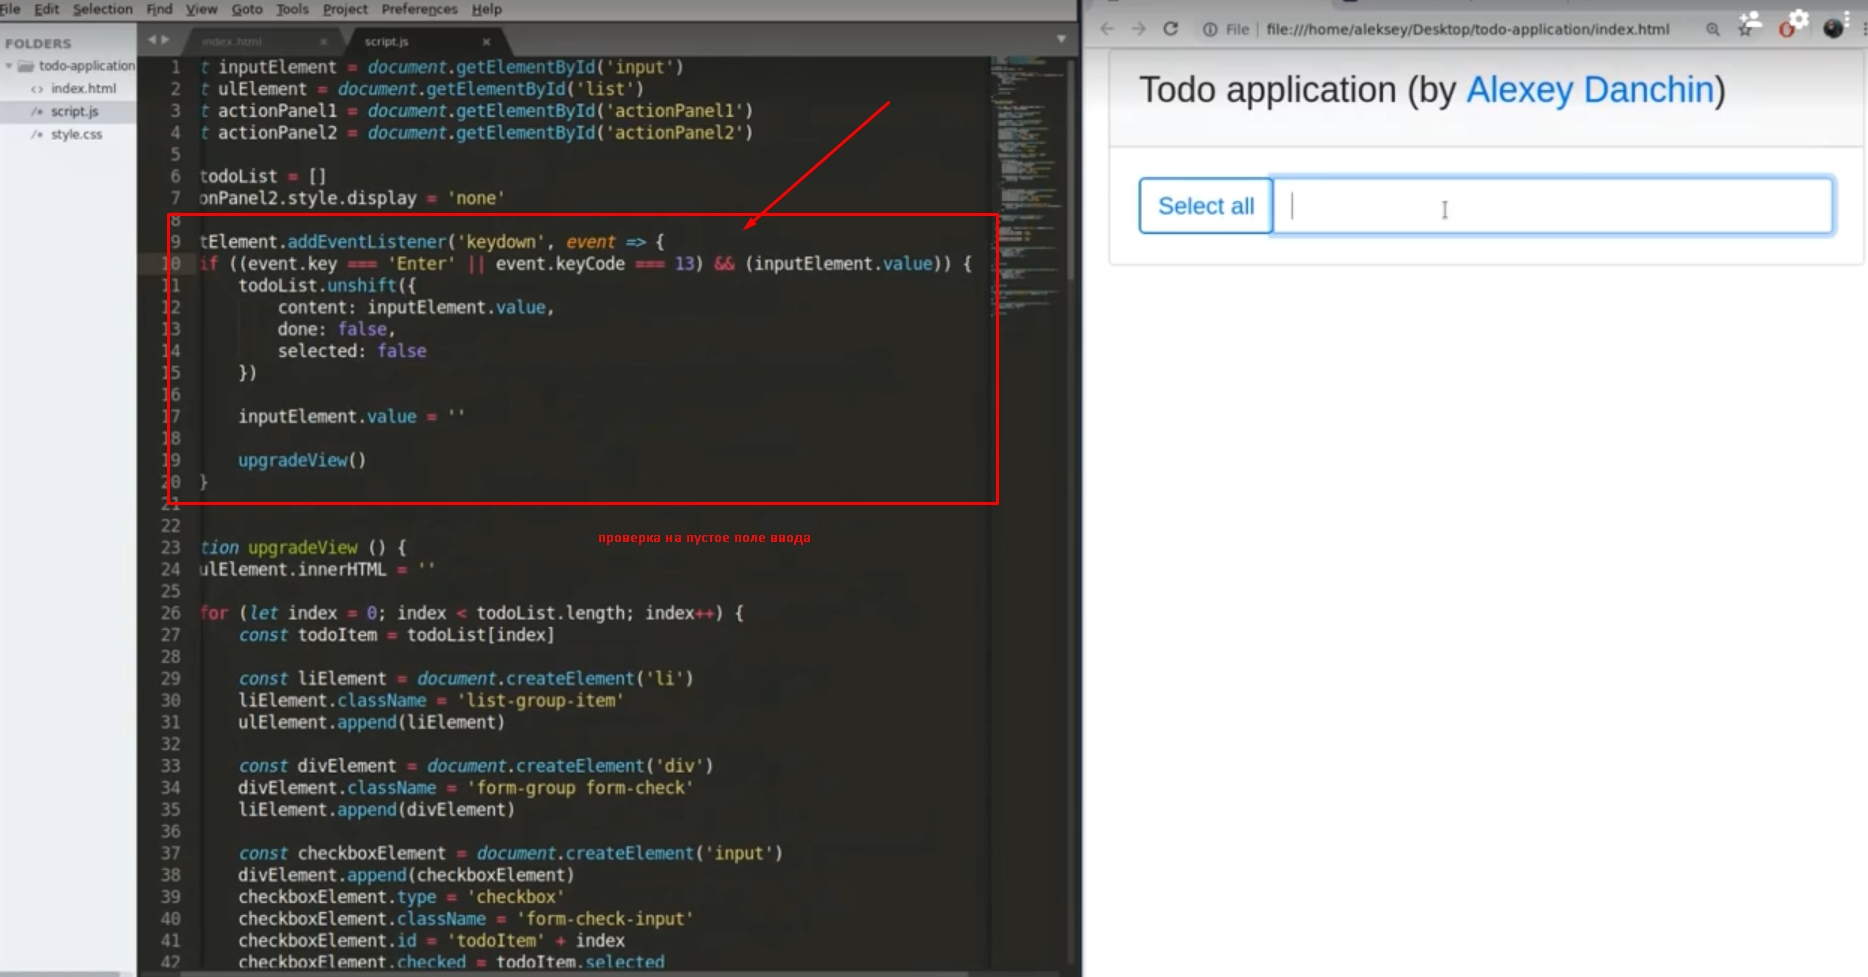 File Edit Selection Find View Goto Tools Project Preferences Help
FOLDERS
todo-application
<> index.html
/* script.js
/* style.css
index.html ×
script.js ×
1 t inputElement = document.getElementById('input')
2 t ulElement = document.getElementById('list')
3 t actionPanel1 = document.getElementById('actionPanel1')
4 t actionPanel2 = document.getElementById('actionPanel2')
5
6 todoList = []
7 onPanel2.style.display = 'none'
8
9 tElement.addEventListener('keydown', event => {
10 if ((event.key === 'Enter' || event.keyCode === 13) && (inputElement.value)) {
11 todoList.unshift({
12 content: inputElement.value,
13 done: false,
14 selected: false
15 })
16
17 inputElement.value = ''
18
19 upgradeView()
20 }
21
22
23 tion upgradeView () {
24 ulElement.innerHTML = ''
25
26 for (let index = 0; index < todoList.length; index++) {
27 const todoItem = todoList[index]
28
29 const liElement = document.createElement('li')
30 liElement.className = 'list-group-item'
31 ulElement.append(liElement)
32
33 const divElement = document.createElement('div')
34 divElement.className = 'form-group form-check'
35 liElement.append(divElement)
36
37 const checkboxElement = document.createElement('input')
38 divElement.append(checkboxElement)
39 checkboxElement.type = 'checkbox'
40 checkboxElement.className = 'form-check-input'
41 checkboxElement.id = 'todoItem' + index
42 checkboxElement.checked = todoItem.selected
проверка на пустое поле ввода
File | file:///home/aleksey/Desktop/todo-application/index.html
Todo application (by Alexey Danchin)
Select all